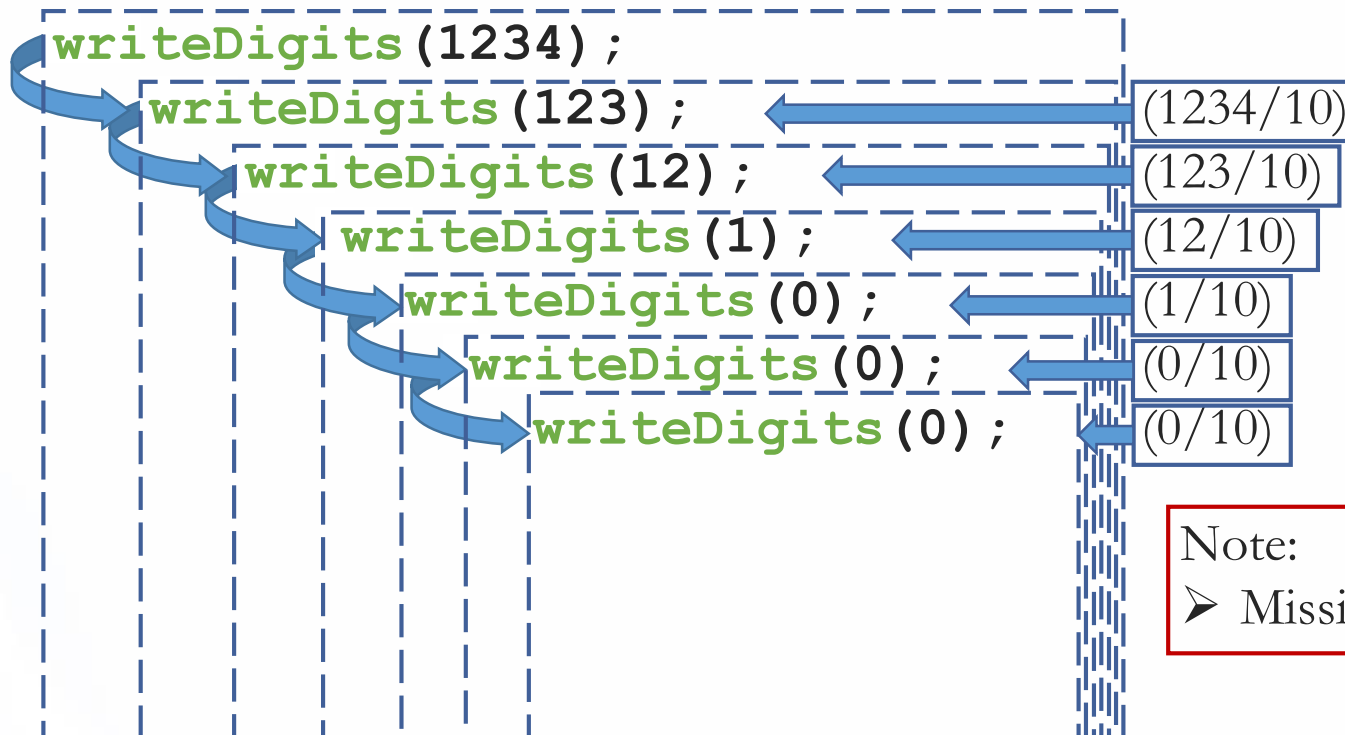 writeDigits(1234);
writeDigits(123);
(1234/10)
writeDigits(12);
(123/10)
writeDigits(1);
(12/10)
writeDigits(0);
(1/10)
writeDigits(0);
(0/10)
writeDigits(0);
(0/10)
Note:
➤ Missi